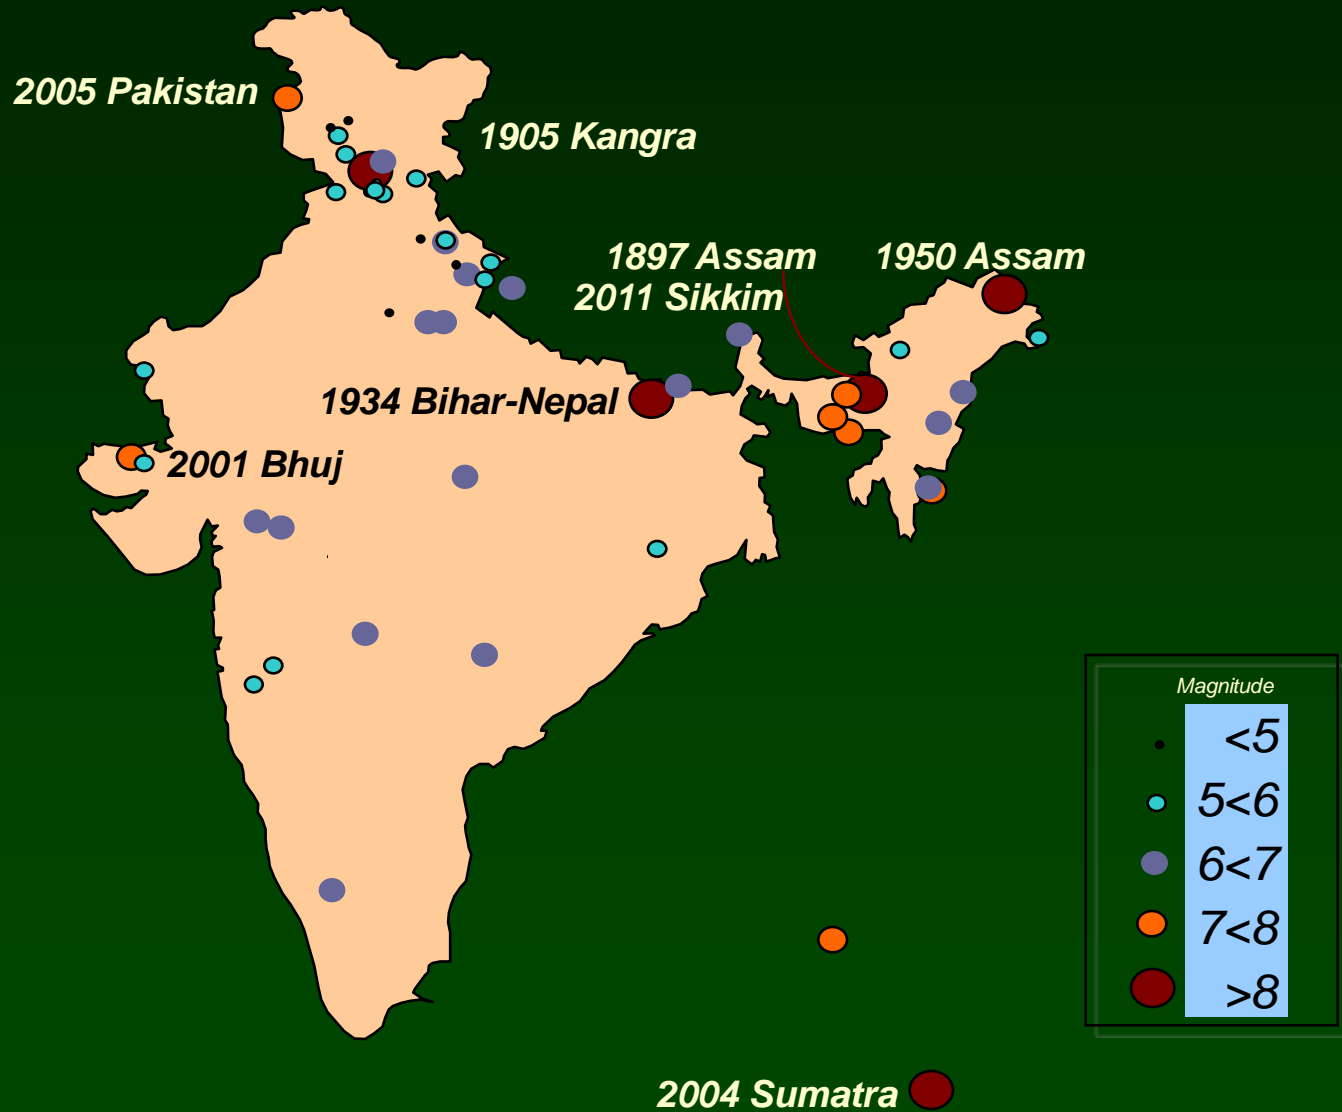 2005 Pakistan
1905 Kangra
1897 Assam
1950 Assam
2011 Sikkim
1934 Bihar-Nepal
2001 Bhuj
Magnitude
<5
5<6
6<7
7<8
>8
2004 Sumatra